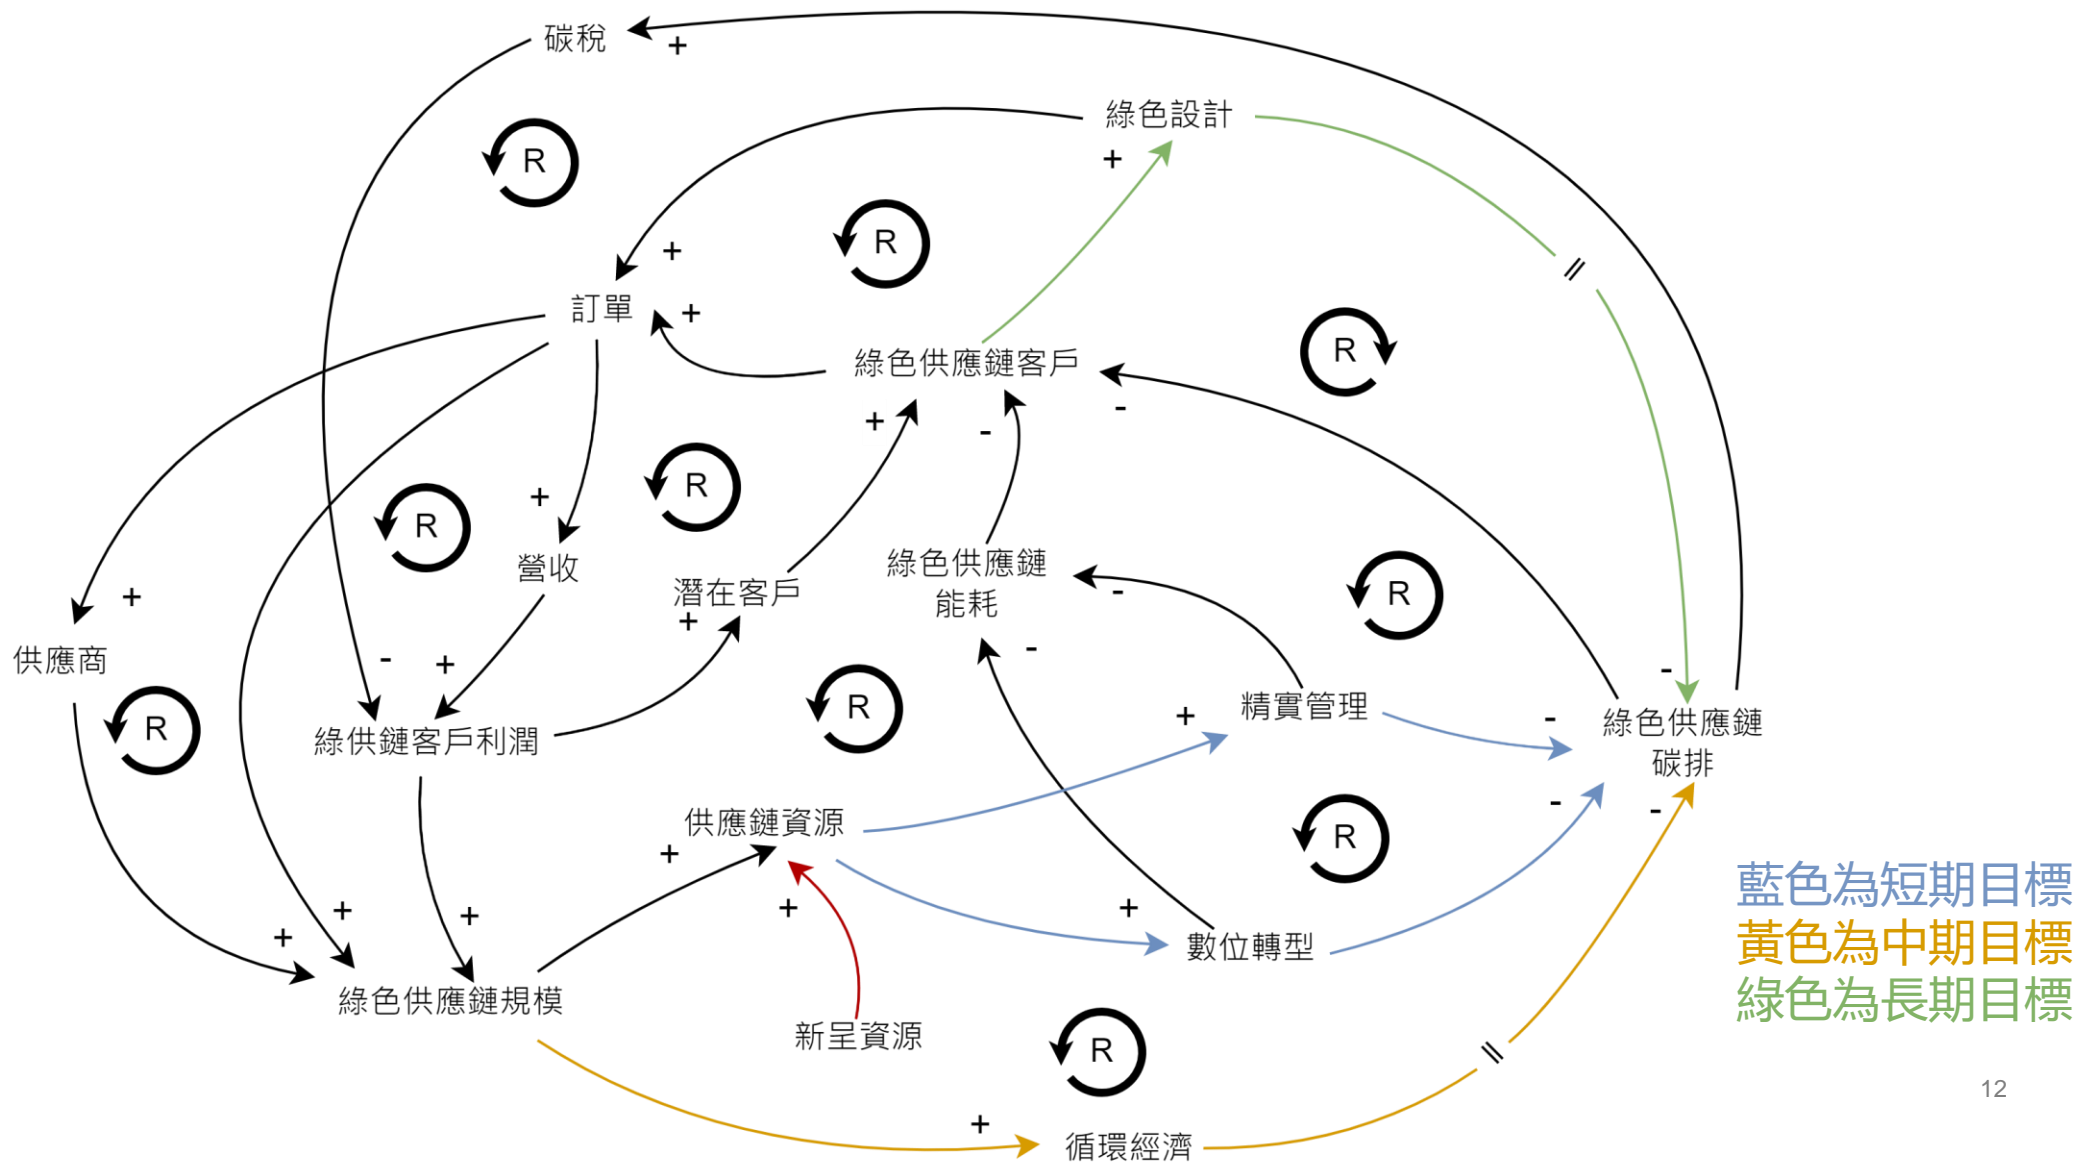 碳稅
+
綠色設計
+
R
+
R
訂單
+
R
綠色供應鏈客戶
-
+
-
R
+
R
營收
綠色供應鏈
能耗
-
R
潛在客戶
+
+
-
供應商
-
+
-
精實管理
+
-
綠色供應鏈
碳排
R
R
綠供鏈客戶利潤
供應鏈資源
-
-
R
+
+
+
+
+
+
數位轉型
綠色供應鏈規模
新呈資源
R
+
循環經濟
藍色為短期目標
黃色為中期目標
綠色為長期目標
12